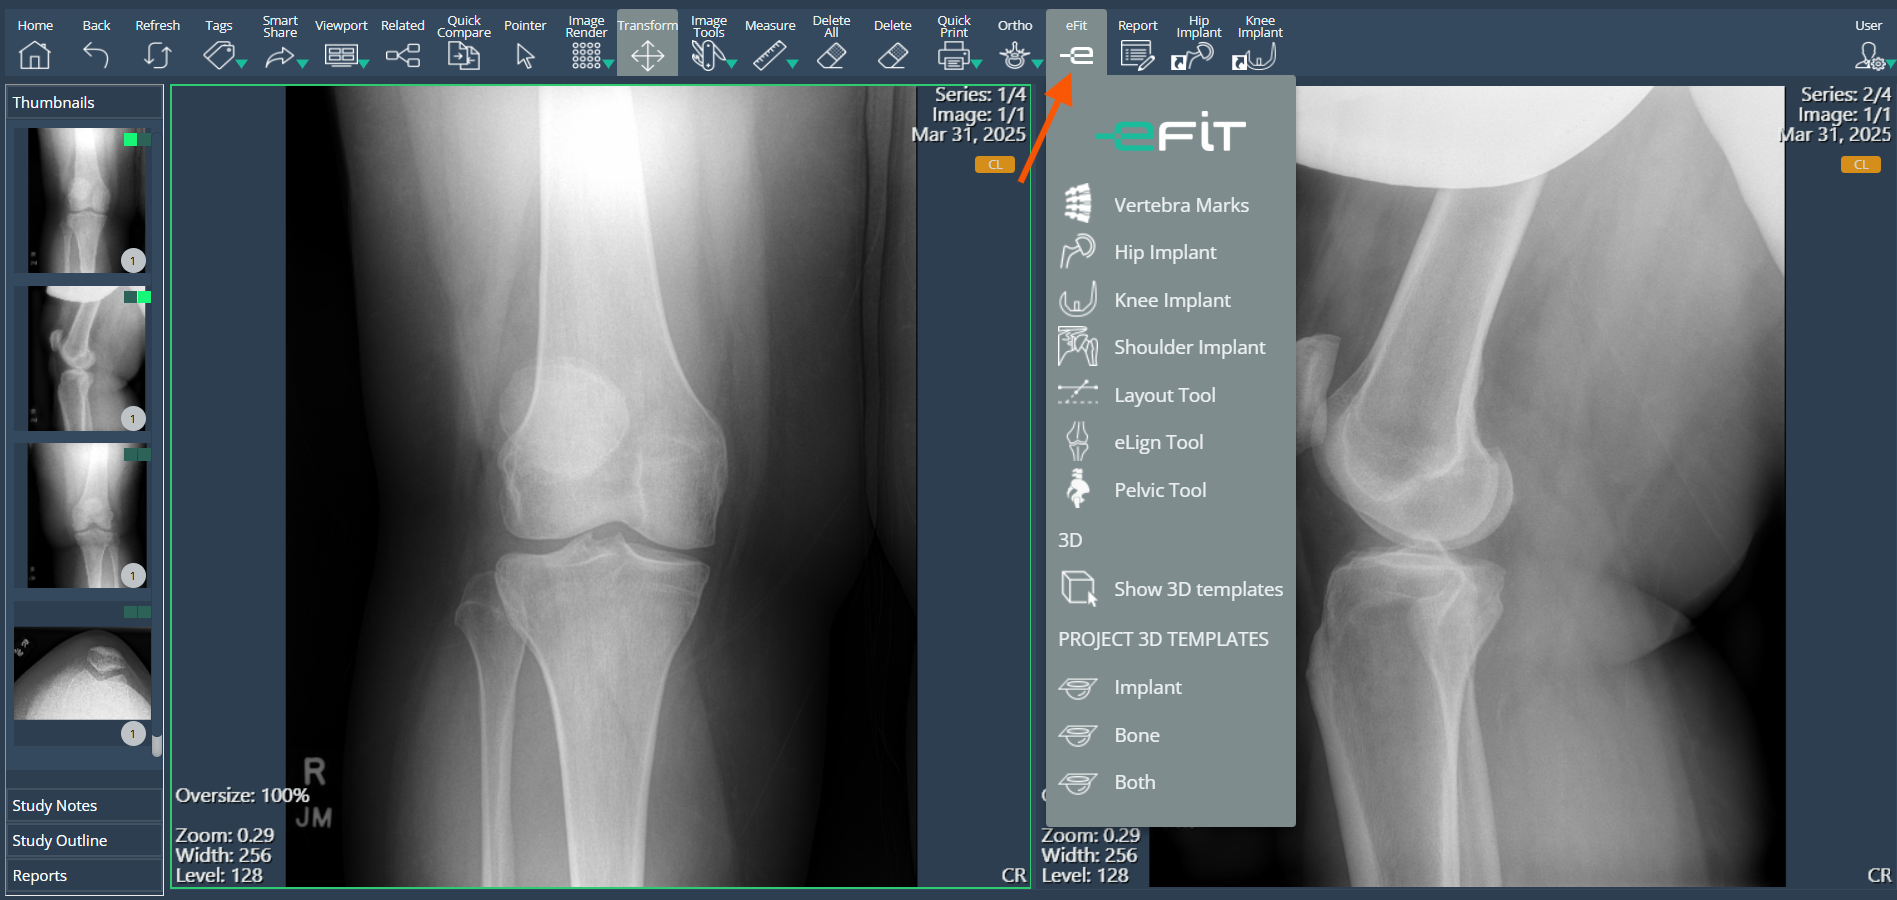 Home
Back
Refresh
Tags
Smart
Share
Viewport
Related
Quick
Compare
Pointer
Image
Render
Transform
Image
Tools
Measure
Delete
All
Delete
Quick
Print
Ortho
eFit
Report
Hip
Implant
Knee
Implant
User
Thumbnails
1
1
1
1
Study Notes
Study Outline
Reports
Series: 1/4
Image: 1/1
Mar 31, 2025
CL
R
JM
Oversize: 100%
Zoom: 0.29
Width: 256
Level: 128
CR
eFiT
Vertebra Marks
Hip Implant
Knee Implant
Shoulder Implant
Layout Tool
eLign Tool
Pelvic Tool
3D
Show 3D templates
PROJECT 3D TEMPLATES
Implant
Bone
Both
Series: 2/4
Image: 1/1
Mar 31, 2025
CL
Zoom: 0.29
Width: 256
Level: 128
CR